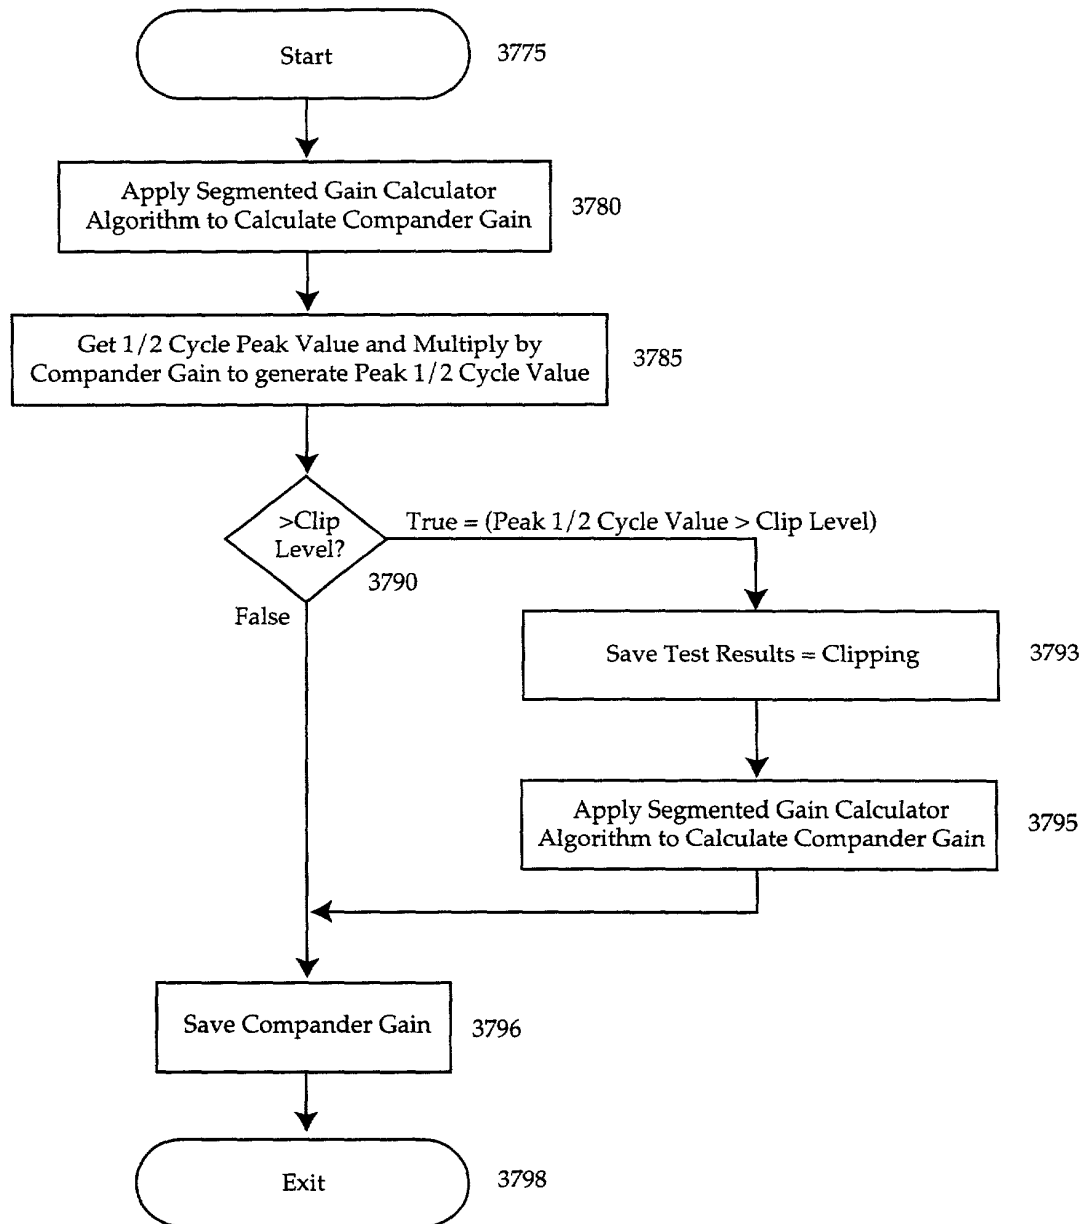 Start
3775
Apply Segmented Gain Calculator
Algorithm to Calculate Compander Gain
3780
Get 1/2 Cycle Peak Value and Multiply by
Compander Gain to generate Peak 1/2 Cycle Value
3785
>Clip
Level?
True = (Peak 1/2 Cycle Value > Clip Level)
3790
False
Save Test Results = Clipping
3793
Apply Segmented Gain Calculator
Algorithm to Calculate Compander Gain
3795
Save Compander Gain
3796
Exit
3798